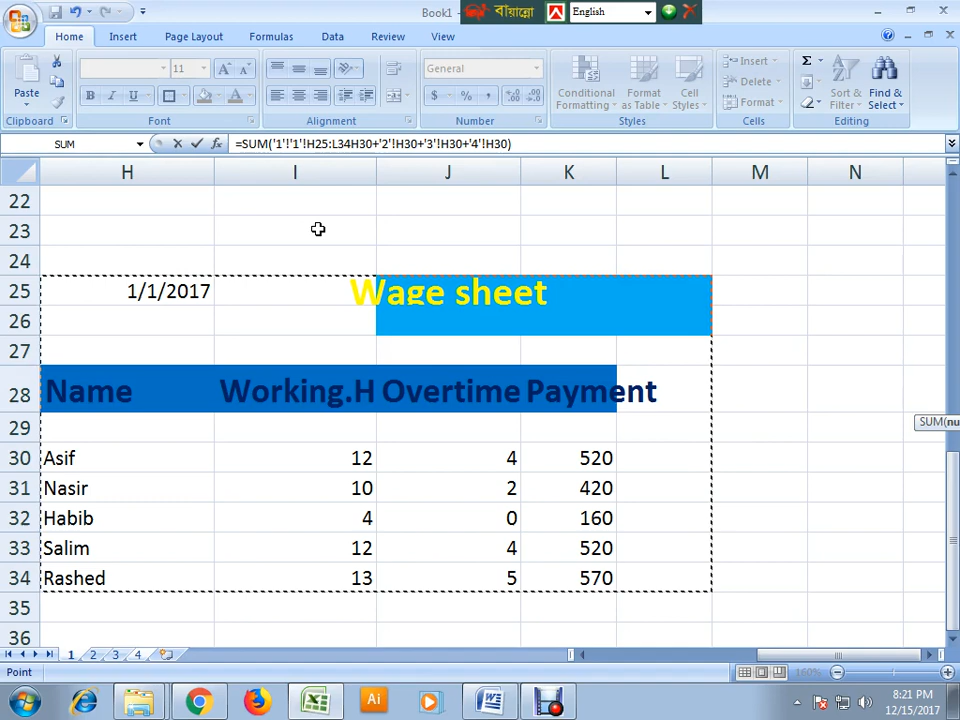 Book1 -
বায়ান্নো
English
Home Insert Page Layout Formulas Data Review View
Paste
11
General
Conditional Formatting
Format as Table
Cell Styles
Insert
Delete
Format
Sort & Filter
Find & Select
Clipboard Font Alignment Number Styles Cells Editing
SUM
=SUM('1'!'1'!H25:L34H30+'2'!H30+'3'!H30+'4'!H30)
H I J K L M N
22
23
24
25 1/1/2017 Wage sheet
26
27
28 Name Working.H Overtime Payment
29
SUM(nu
30 Asif 12 4 520
31 Nasir 10 2 420
32 Habib 4 0 160
33 Salim 12 4 520
34 Rashed 13 5 570
35
36
1 2 3 4
Point
160%
8:21 PM
12/15/2017